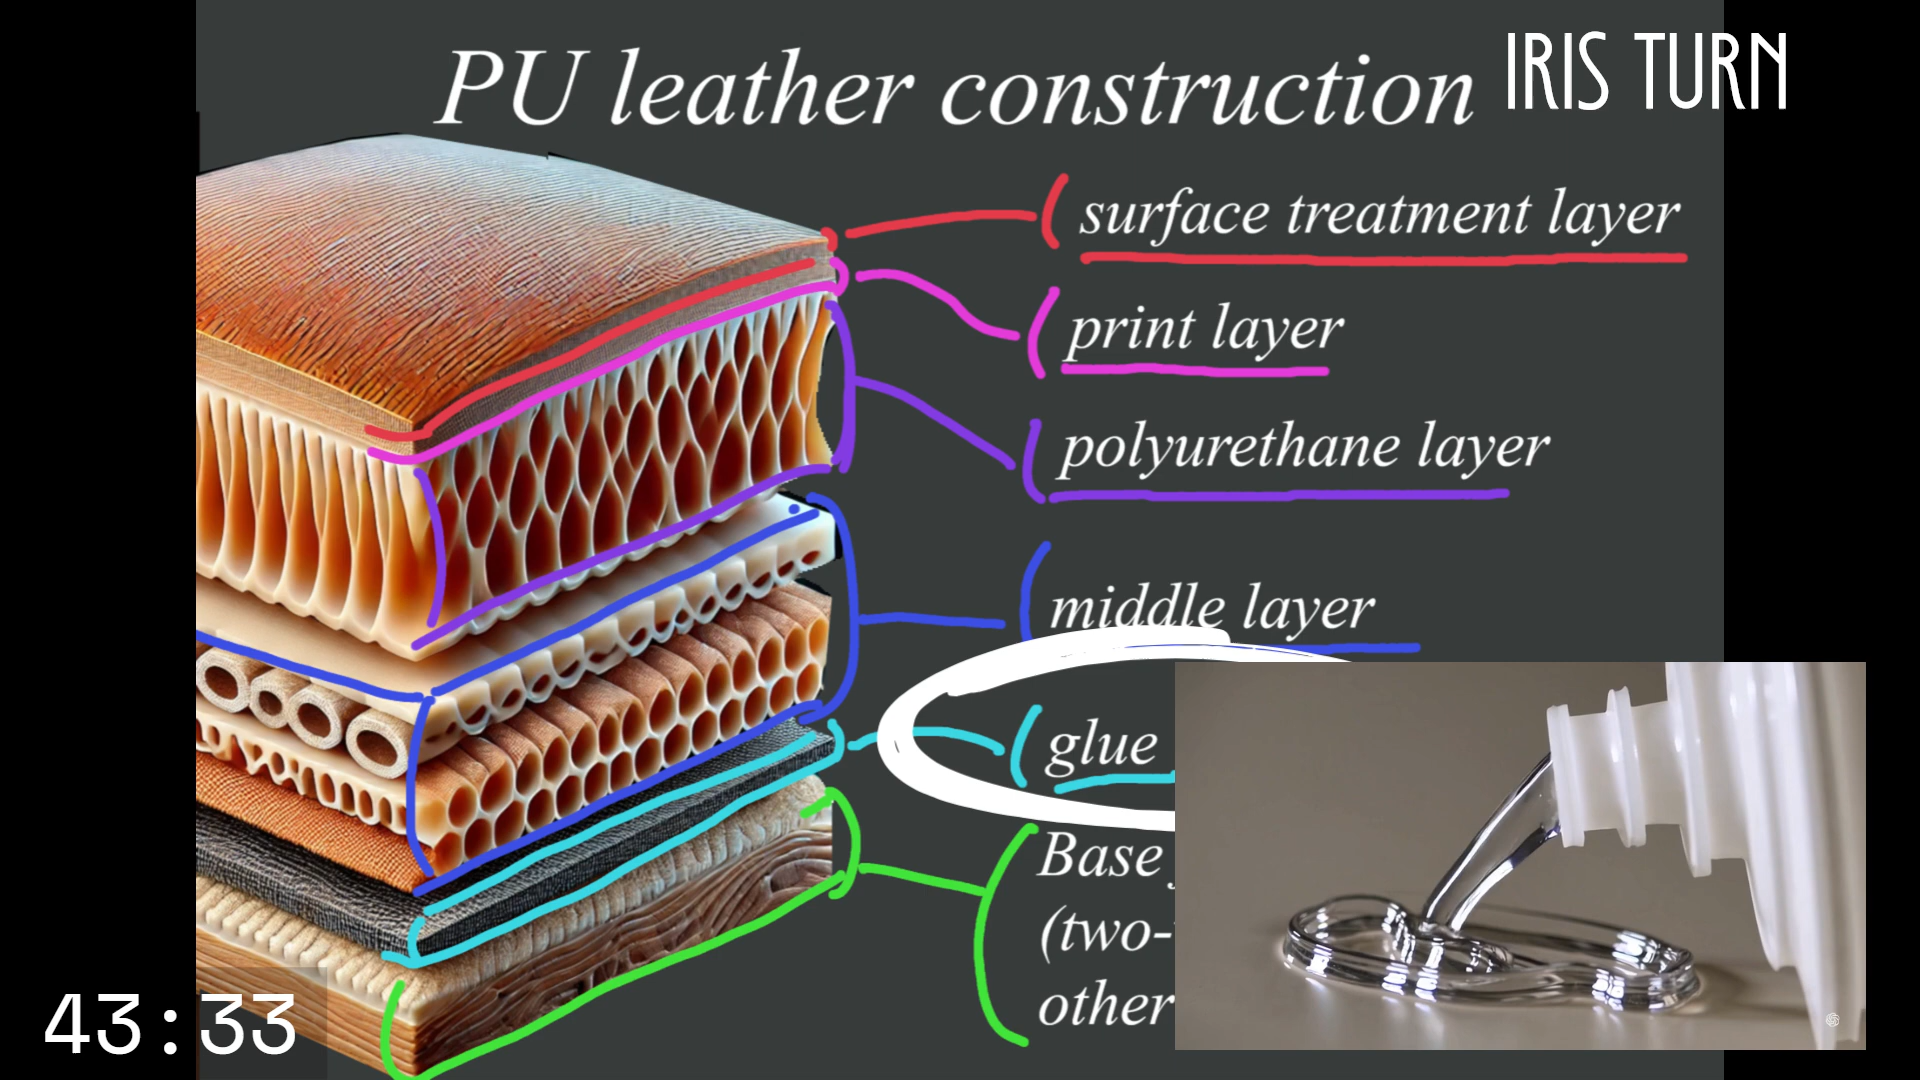 PU leather construction
IRIS TURN
surface treatment layer
print layer
polyurethane layer
middle layer
glue
Base
(two-
other
43:33